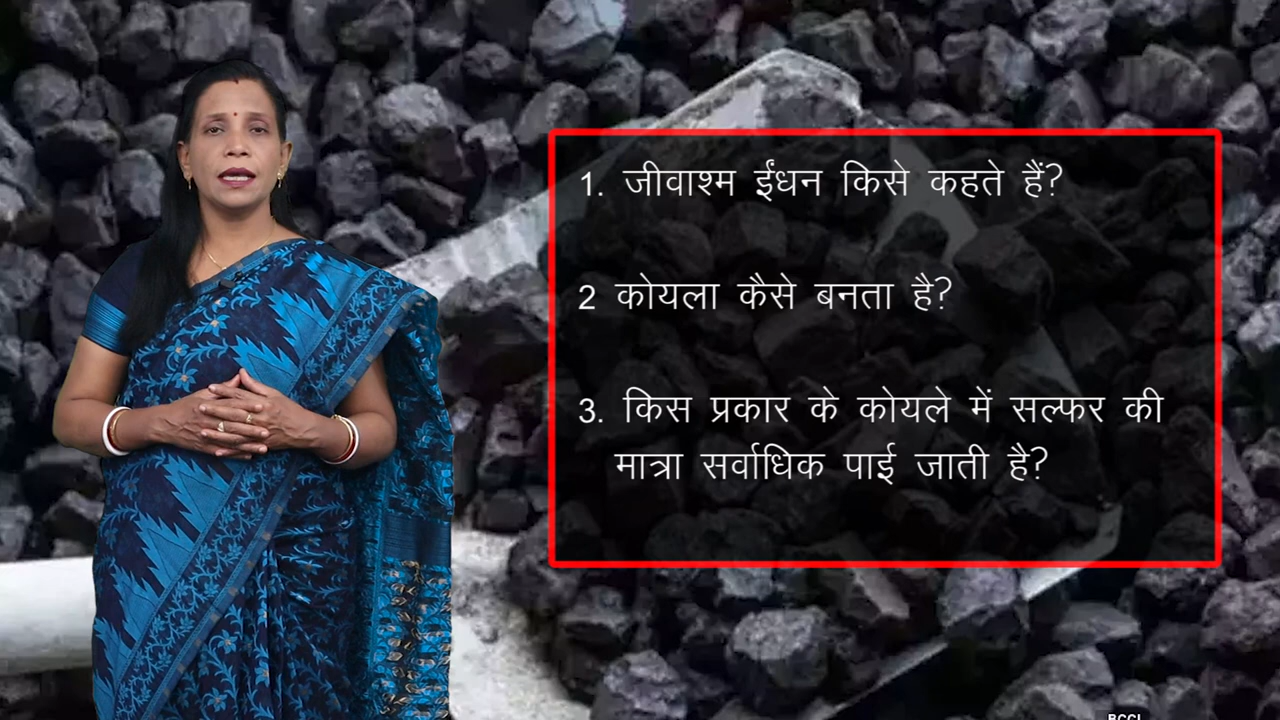 1. जीवाश्म ईंधन किसे कहते हैं?
2 कोयला कैसे बनता है?
3. किस प्रकार के कोयले में सल्फर की
मात्रा सर्वाधिक पाई जाती है?
BCCL